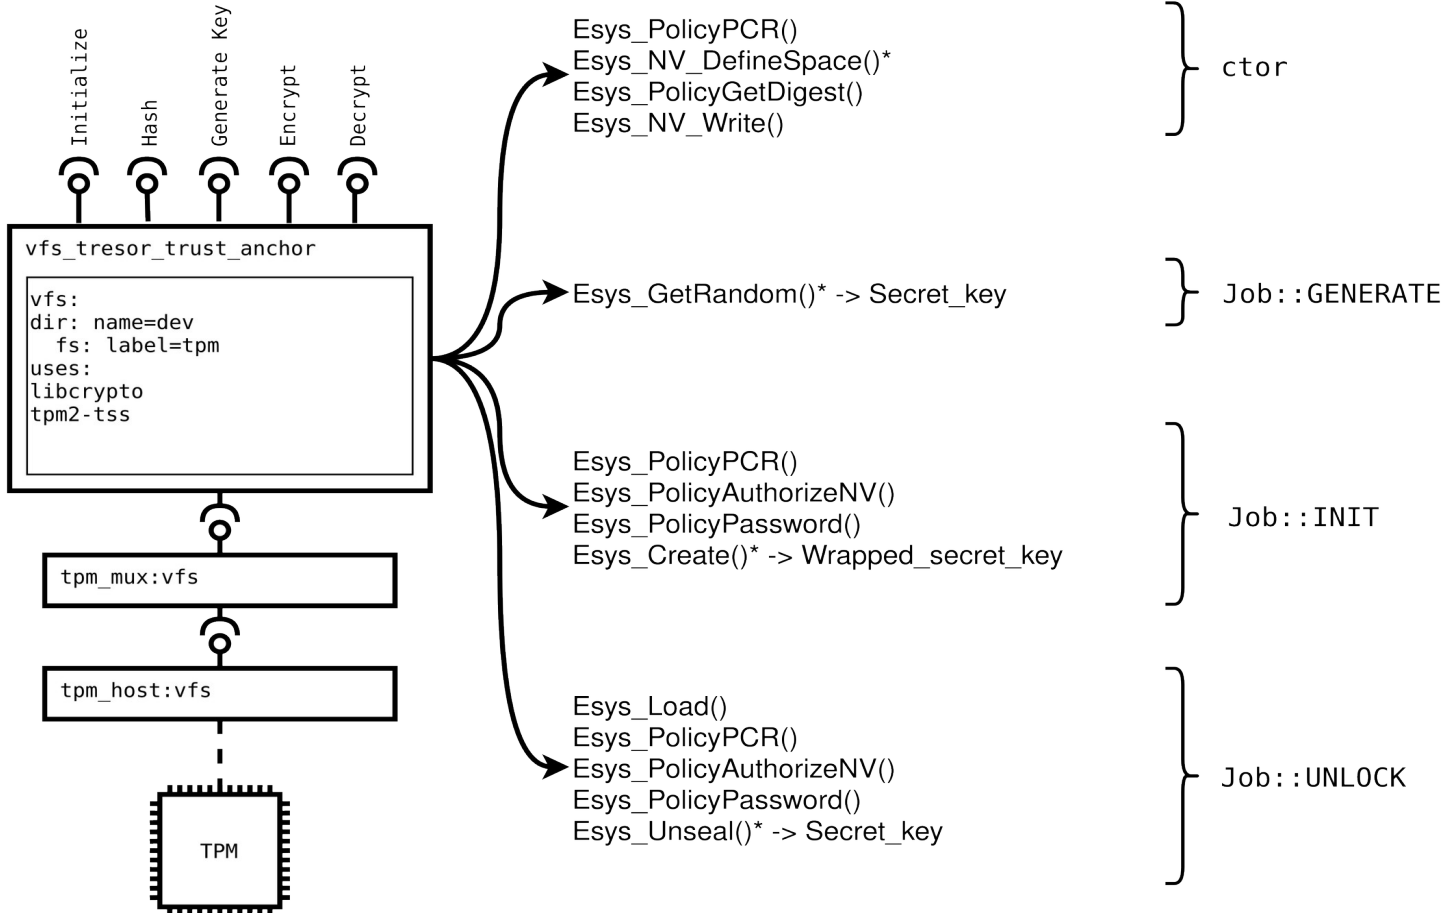 Initialize
Hash
Generate Key
Encrypt
Decrypt
vfs_tresor_trust_anchor
vfs:
dir: name=dev
  fs: label=tpm
uses:
libcrypto
tpm2-tss
tpm_mux:vfs
tpm_host:vfs
TPM
Esys_PolicyPCR()
Esys_NV_DefineSpace()*
Esys_PolicyGetDigest()
Esys_NV_Write()
ctor
Esys_GetRandom()* -> Secret_key
Job::GENERATE
Esys_PolicyPCR()
Esys_PolicyAuthorizeNV()
Esys_PolicyPassword()
Esys_Create()* -> Wrapped_secret_key
Job::INIT
Esys_Load()
Esys_PolicyPCR()
Esys_PolicyAuthorizeNV()
Esys_PolicyPassword()
Esys_Unseal()* -> Secret_key
Job::UNLOCK